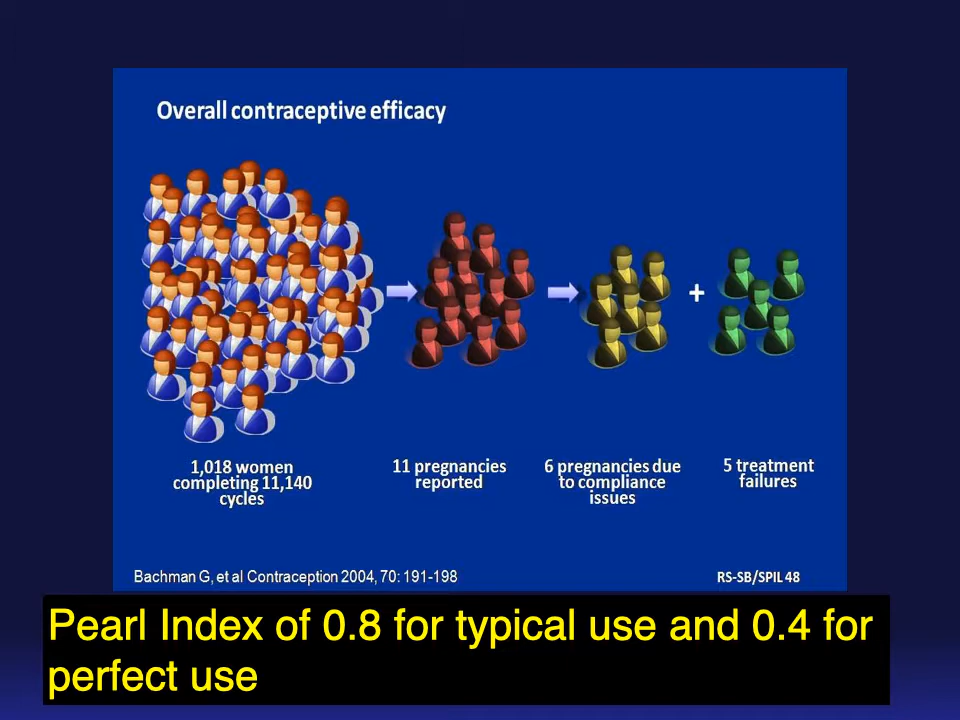 Overall contraceptive efficacy
+
1,018 women
completing 11,140
cycles
11 pregnancies
reported
6 pregnancies due
to compliance
issues
5 treatment
failures
Bachman G, et al Contraception 2004, 70: 191-198
RS-SB/SPIL 48
Pearl Index of 0.8 for typical use and 0.4 for
perfect use